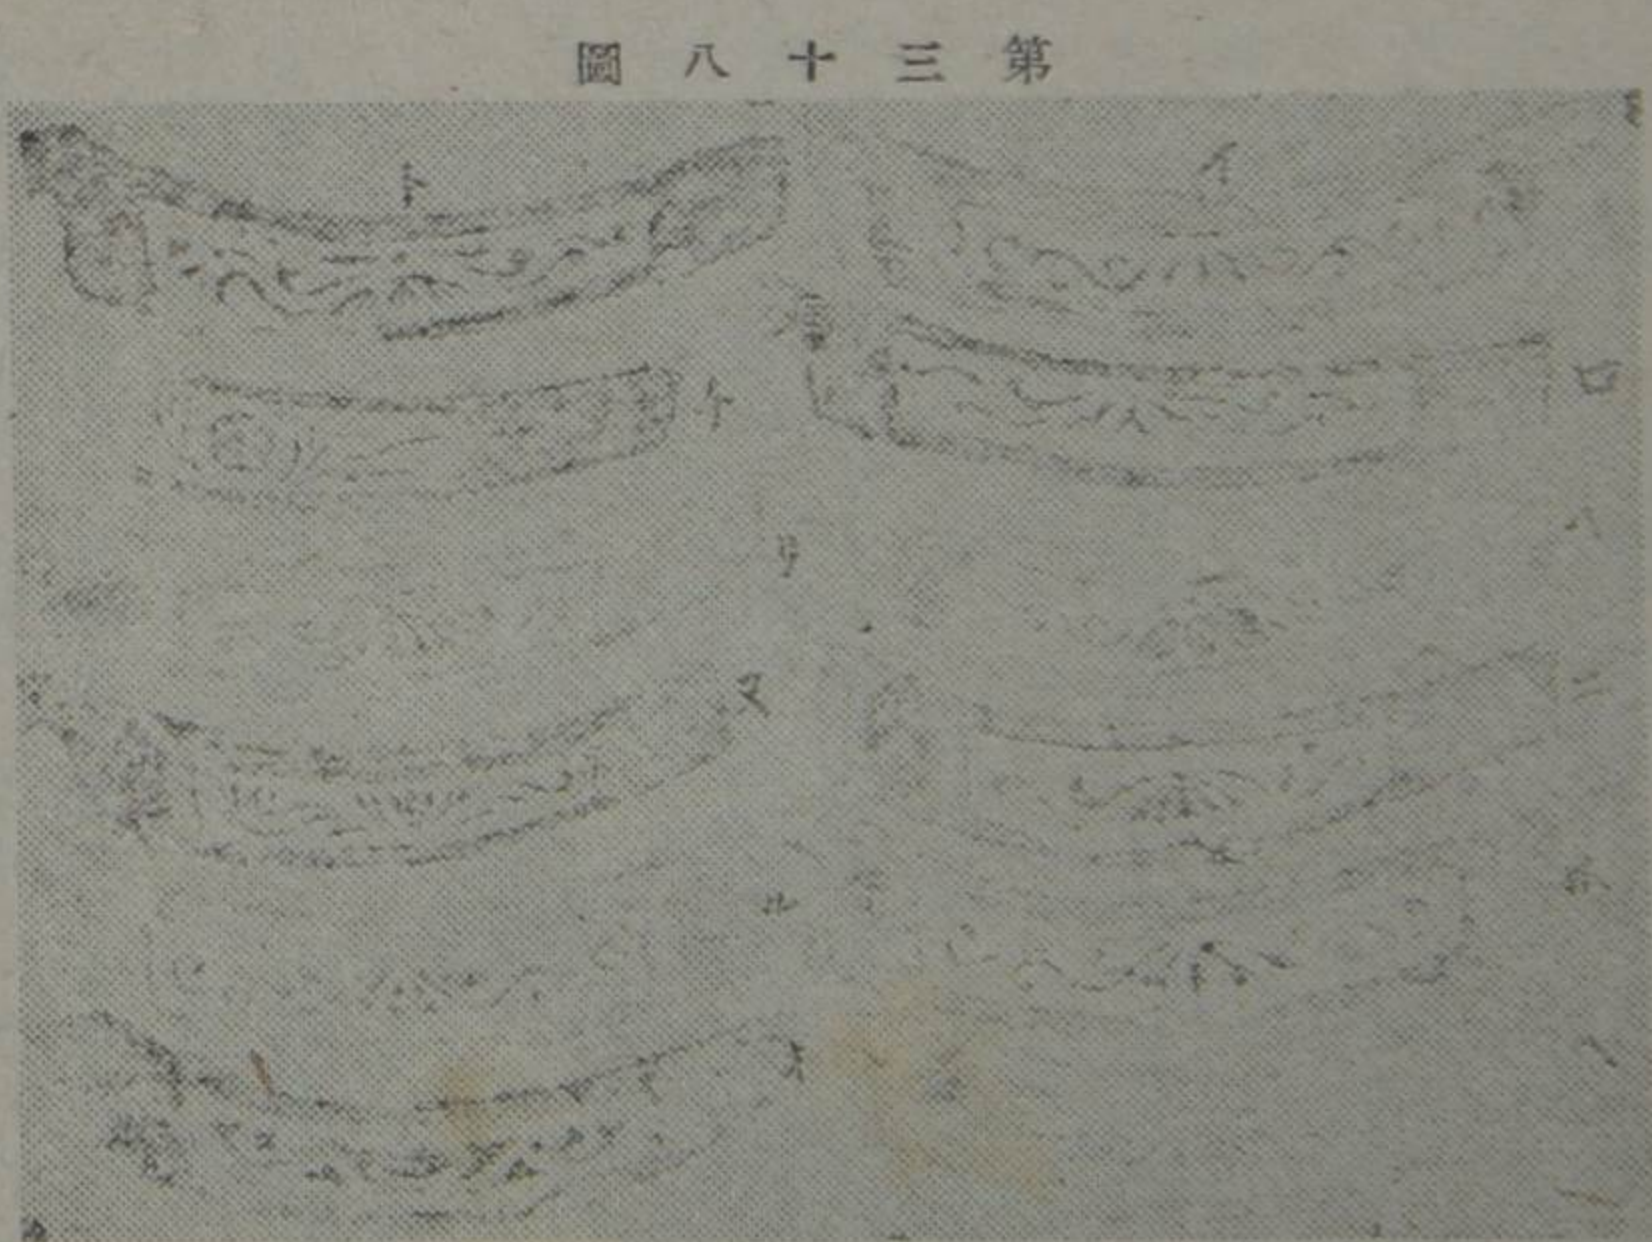 第三十八圖
イ
ロ
ハ
ニ
ホ
ヘ
ト
チ
リ
ヌ
ル
ヲ